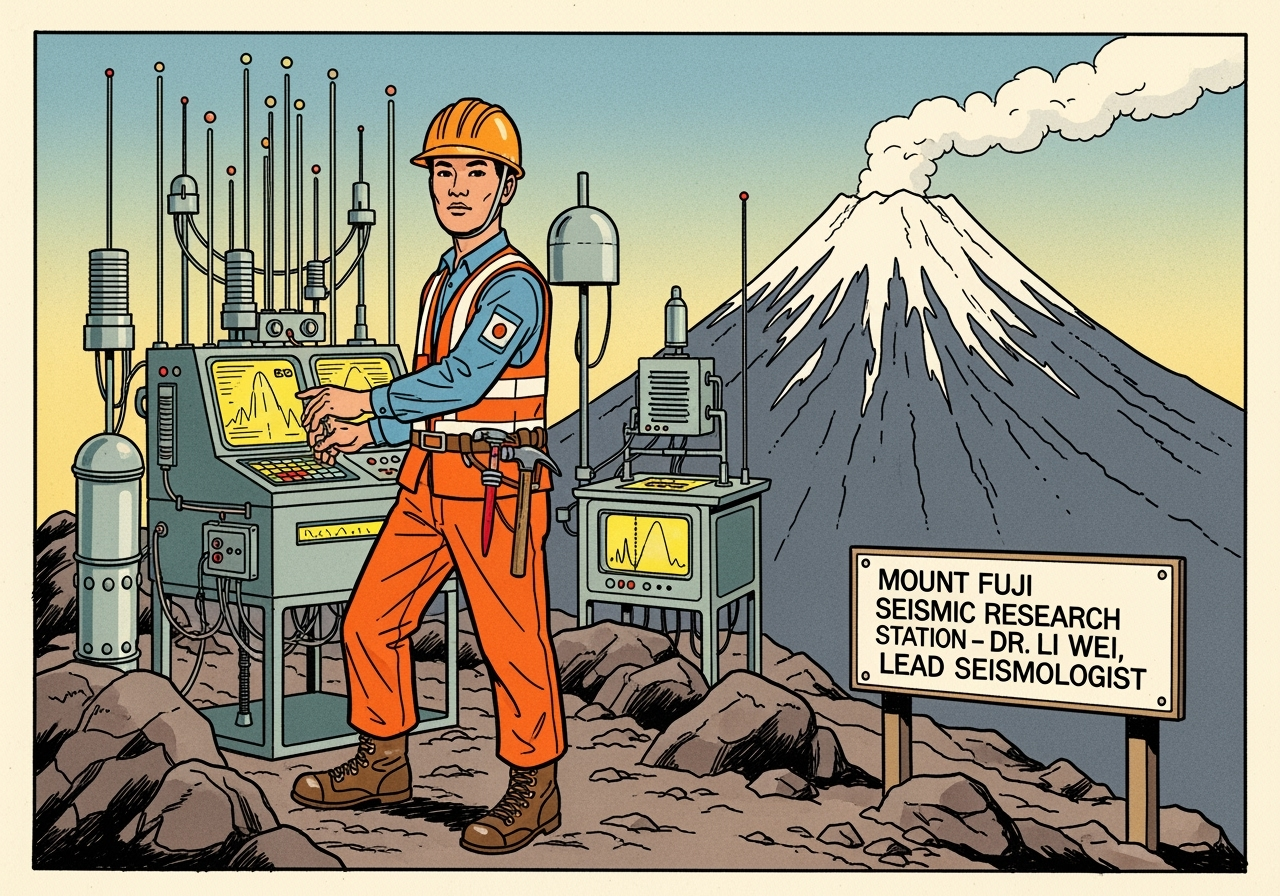 MOUNT FUJI
SEISMIC RESEARCH
STATION – DR. LI WEI,
LEAD SEISMOLOGIST